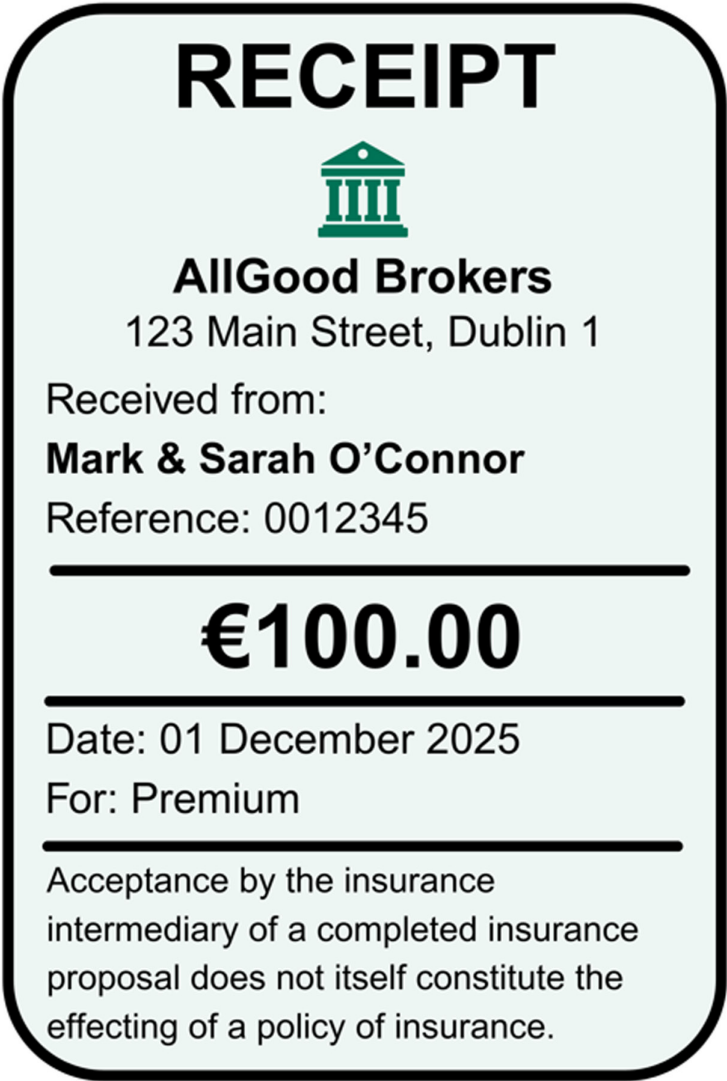 RECEIPT
AllGood Brokers
123 Main Street, Dublin 1
Received from:
Mark & Sarah O’Connor
Reference: 0012345
€100.00
Date: 01 December 2025
For: Premium
Acceptance by the insurance
intermediary of a completed insurance
proposal does not itself constitute the
effecting of a policy of insurance.